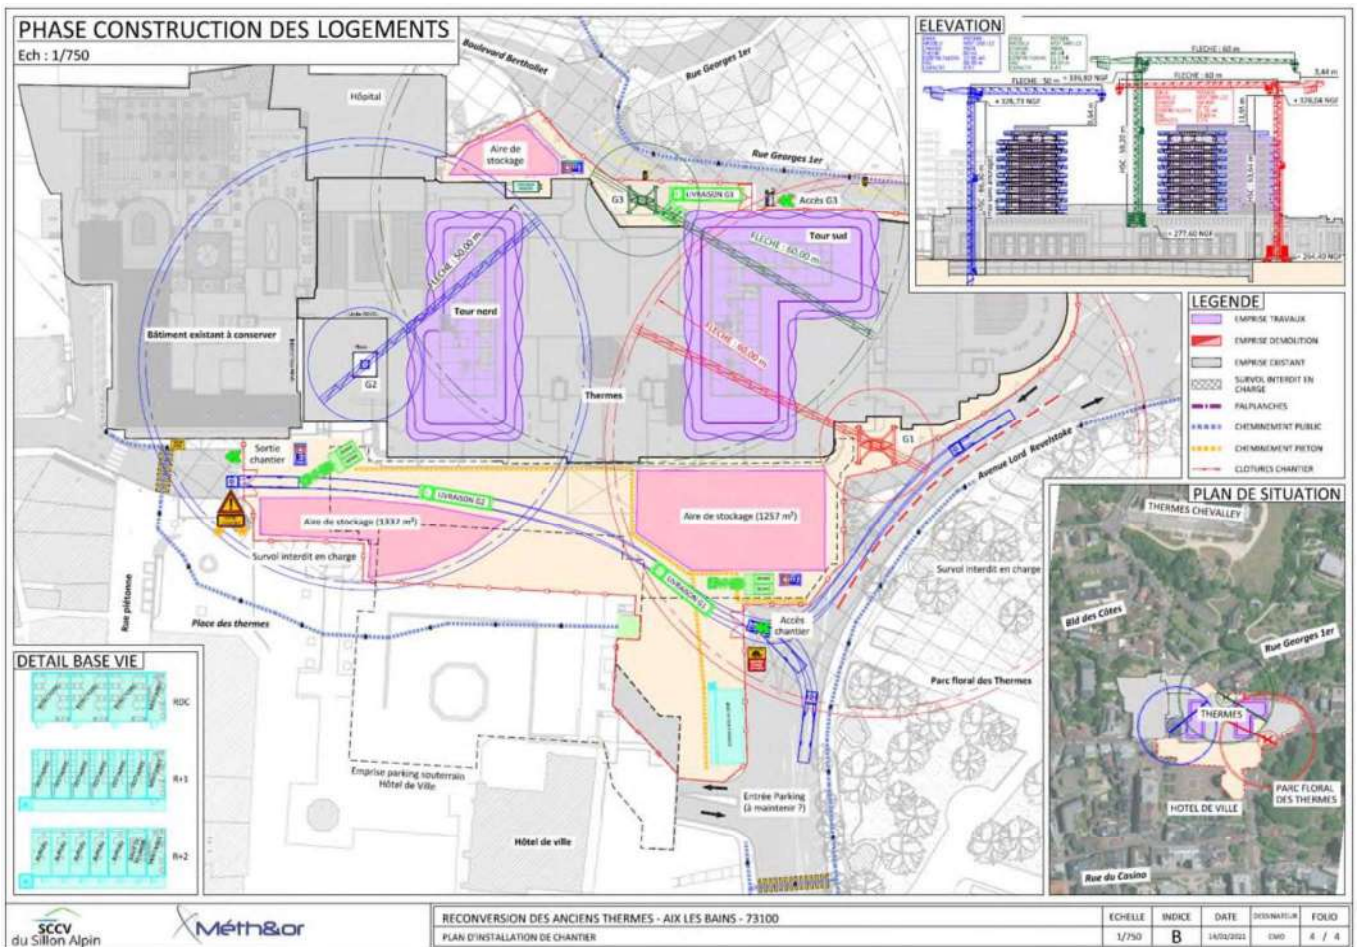 PHASE CONSTRUCTION DES LOGEMENTS
Ech : 1/750
Boulevard Berthollet
Rue Georges 1er
Hôpital
Aire de
stockage
Rue Georges 1er
G3
LIVRAISON G3
Accès G3
FLECHE : 50,00 m
FLECHE : 60,00 m
Tour sud
Tour nord
Bâtiment existant à conserver
FLECHE : 60,00 m
G2
Thermes
G1
Sortie
chantier
LIVRAISON G2
Avenue Lord Revelstoke
Aire de stockage (1337 m²)
Aire de stockage (1257 m²)
Survol interdit en charge
Survol interdit en charge
LIVRAISON G1
Rue piétonne
Place des thermes
Accès
chantier
Parc floral des Thermes
Emprise parking souterrain
Hôtel de Ville
Entrée Parking
(à maintenir ?)
Hôtel de ville
ELEVATION
FLECHE : 60 m
FLECHE : 50 m
FLECHE : 60 m
3,44 m
+ 328,73 NGF
+ 277,60 NGF
LEGENDE
EMPRISE TRAVAUX
EMPRISE DEMOLITION
EMPRISE EXISTANT
SURVOL INTERDIT EN
CHARGE
PALPLANCHES
CHEMINEMENT PUBLIC
CHEMINEMENT PIETON
CLOTURES CHANTIER
PLAN DE SITUATION
THERMES CHEVALLEY
Bld des Côtes
Rue Georges 1er
THERMES
PARC FLORAL
DES THERMES
HOTEL DE VILLE
Rue du Casino
DETAIL BASE VIE
RDC
R+1
R+2
SCCV
du Sillon Alpin
Méth&or
RECONVERSION DES ANCIENS THERMES - AIX LES BAINS - 73100
PLAN D'INSTALLATION DE CHANTIER
ECHELLE
INDICE
DATE
DESSINATEUR
FOLIO
1/750
B
4 / 4